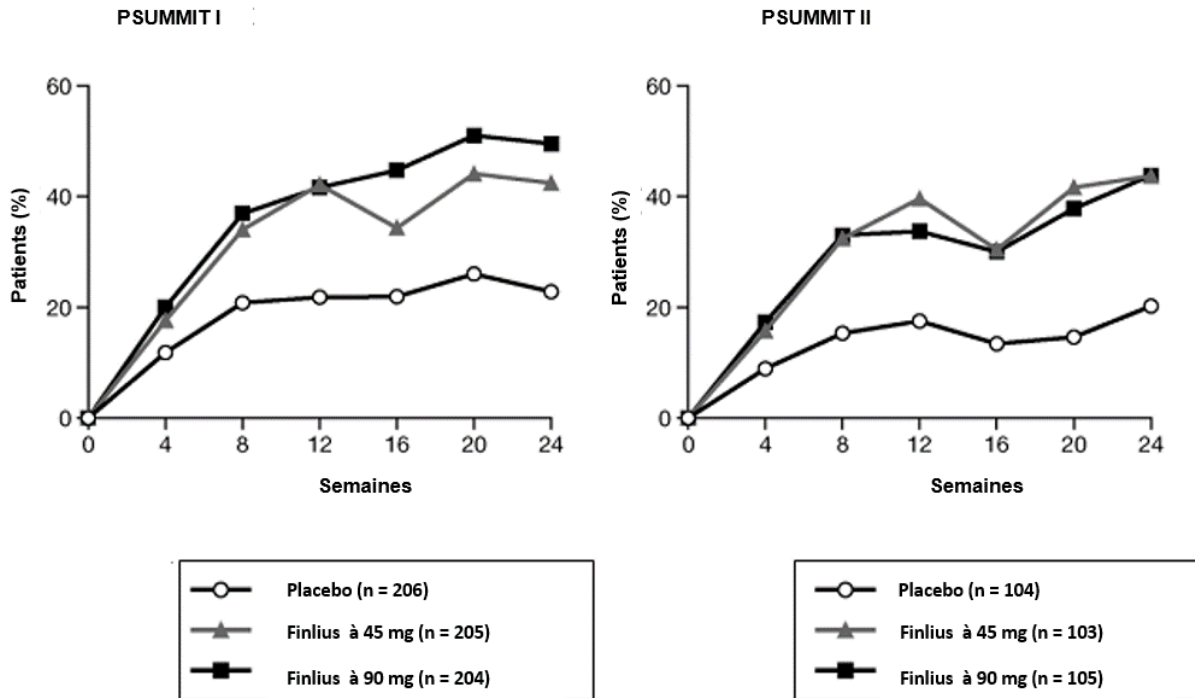 PSUMMIT I
PSUMMIT II
60
40
20
0
Patients (%)
0 4 8 12 16 20 24
Semaines
60
40
20
0
Patients (%)
0 4 8 12 16 20 24
Semaines
Placebo (n = 206)
Finlius à 45 mg (n = 205)
Finlius à 90 mg (n = 204)
Placebo (n = 104)
Finlius à 45 mg (n = 103)
Finlius à 90 mg (n = 105)